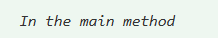 In the main method